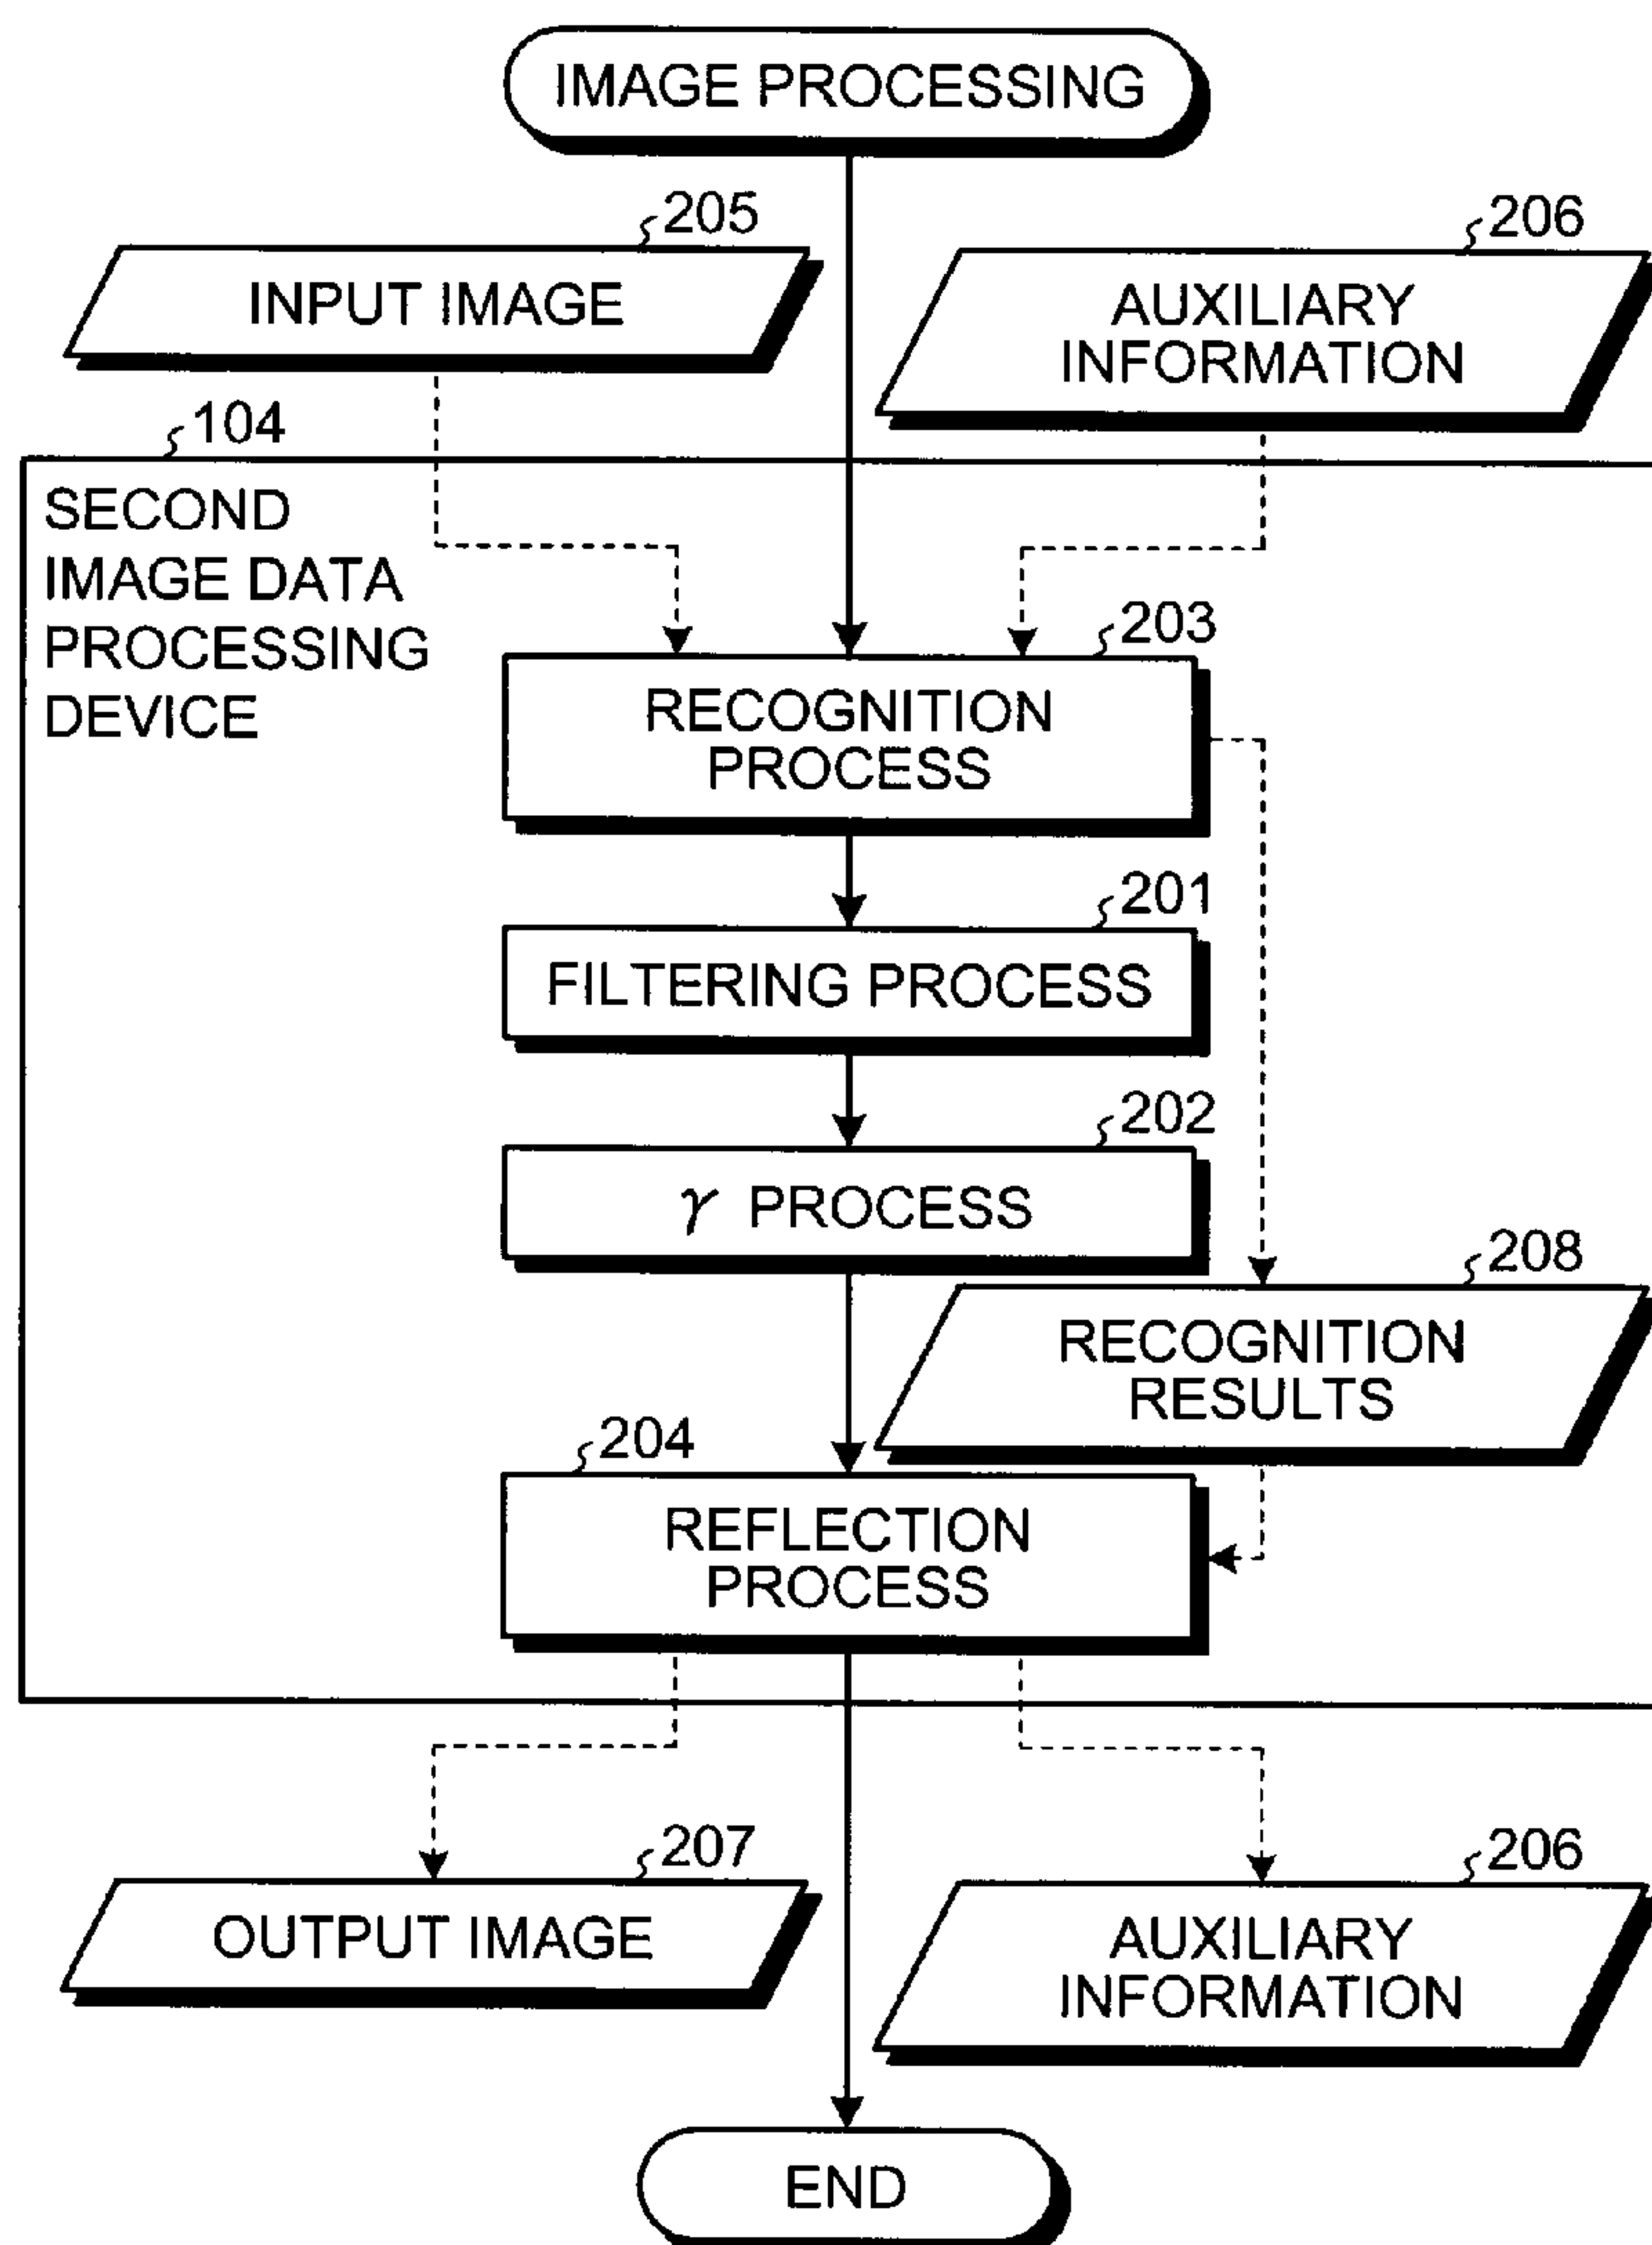 IMAGE PROCESSING
205
206
INPUT IMAGE
AUXILIARY
INFORMATION
104
SECOND
IMAGE DATA
PROCESSING
DEVICE
203
RECOGNITION
PROCESS
201
FILTERING PROCESS
202
γ PROCESS
208
RECOGNITION
RESULTS
204
REFLECTION
PROCESS
207
206
OUTPUT IMAGE
AUXILIARY
INFORMATION
END